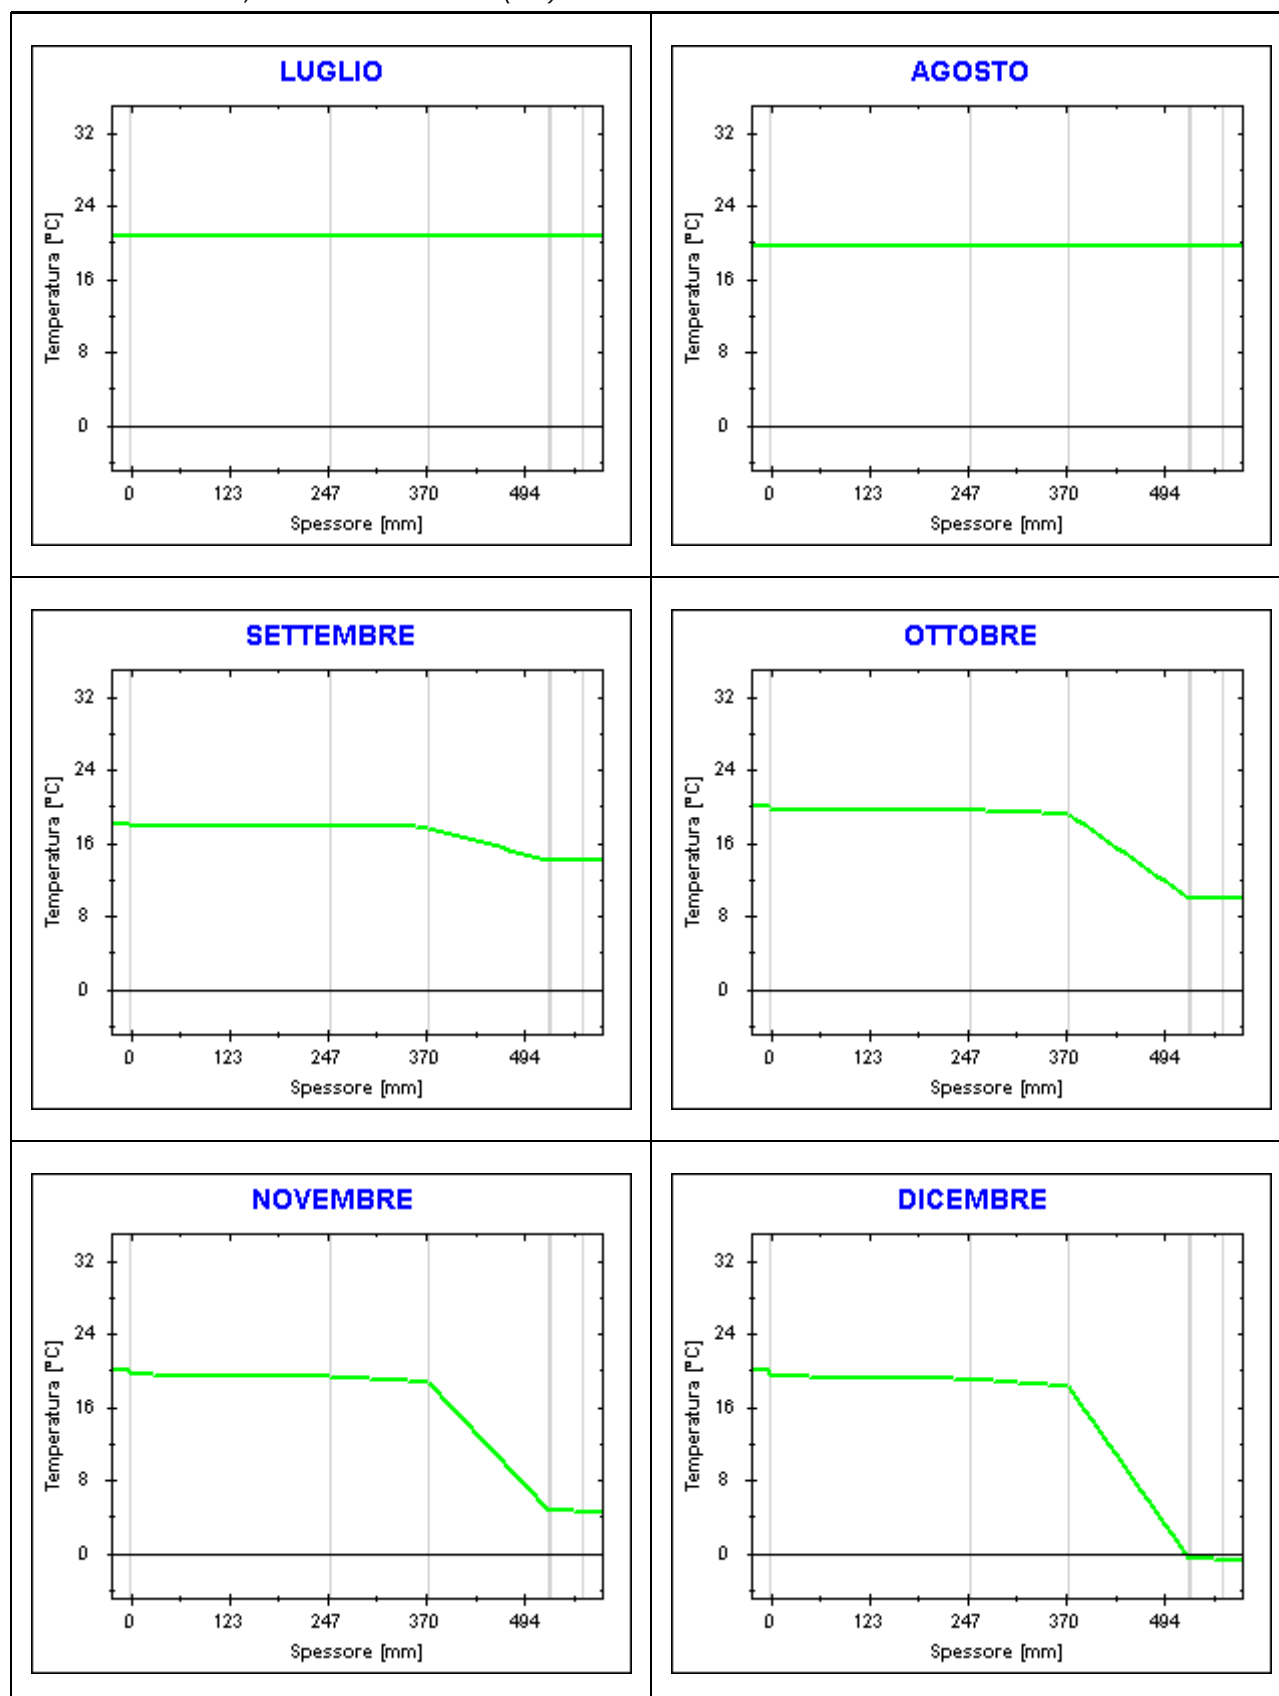 LUGLIO
32
24
16
8
0
Temperatura [°C]
0 123 247 370 494
Spessore [mm]
AGOSTO
32
24
16
8
0
Temperatura [°C]
0 123 247 370 494
Spessore [mm]
SETTEMBRE
32
24
16
8
0
Temperatura [°C]
0 123 247 370 494
Spessore [mm]
OTTOBRE
32
24
16
8
0
Temperatura [°C]
0 123 247 370 494
Spessore [mm]
NOVEMBRE
32
24
16
8
0
Temperatura [°C]
0 123 247 370 494
Spessore [mm]
DICEMBRE
32
24
16
8
0
Temperatura [°C]
0 123 247 370 494
Spessore [mm]